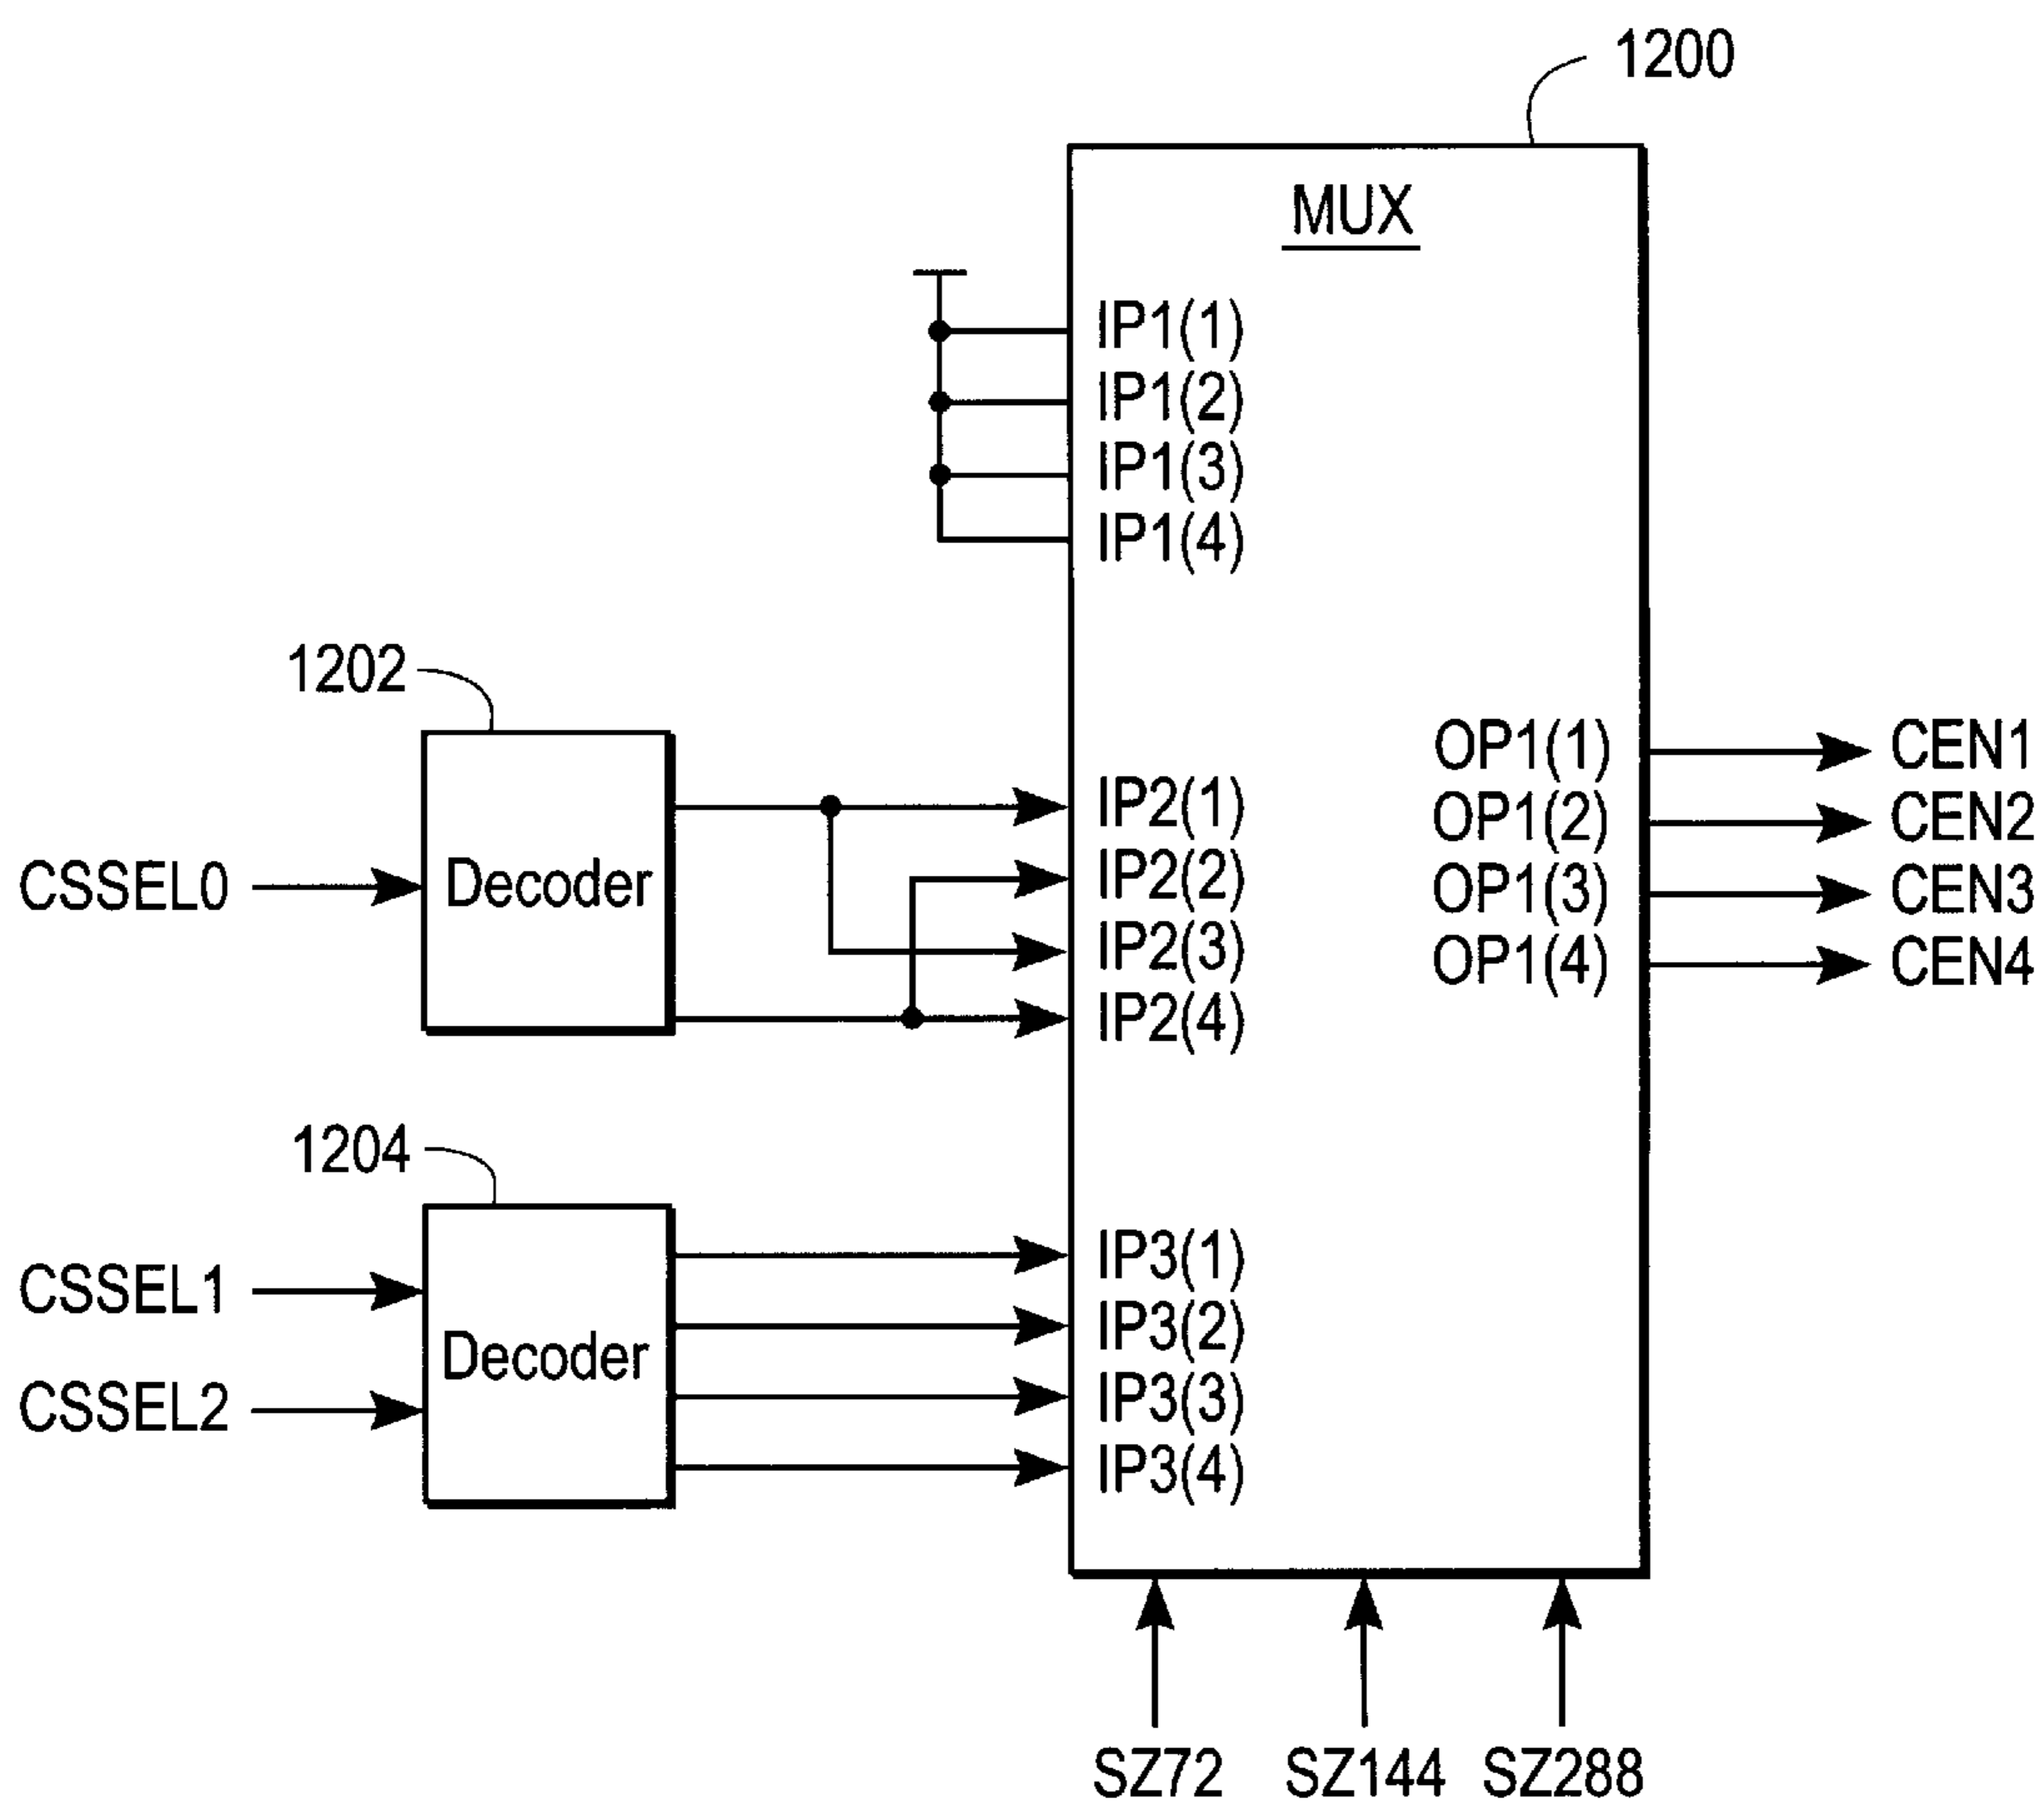 1200
MUX
IP1(1)
IP1(2)
IP1(3)
IP1(4)
1202
CSSEL0
Decoder
IP2(1)
IP2(2)
IP2(3)
IP2(4)
OP1(1)
CEN1
OP1(2)
CEN2
OP1(3)
CEN3
OP1(4)
CEN4
1204
CSSEL1
CSSEL2
Decoder
IP3(1)
IP3(2)
IP3(3)
IP3(4)
SZ72
SZ144
SZ288